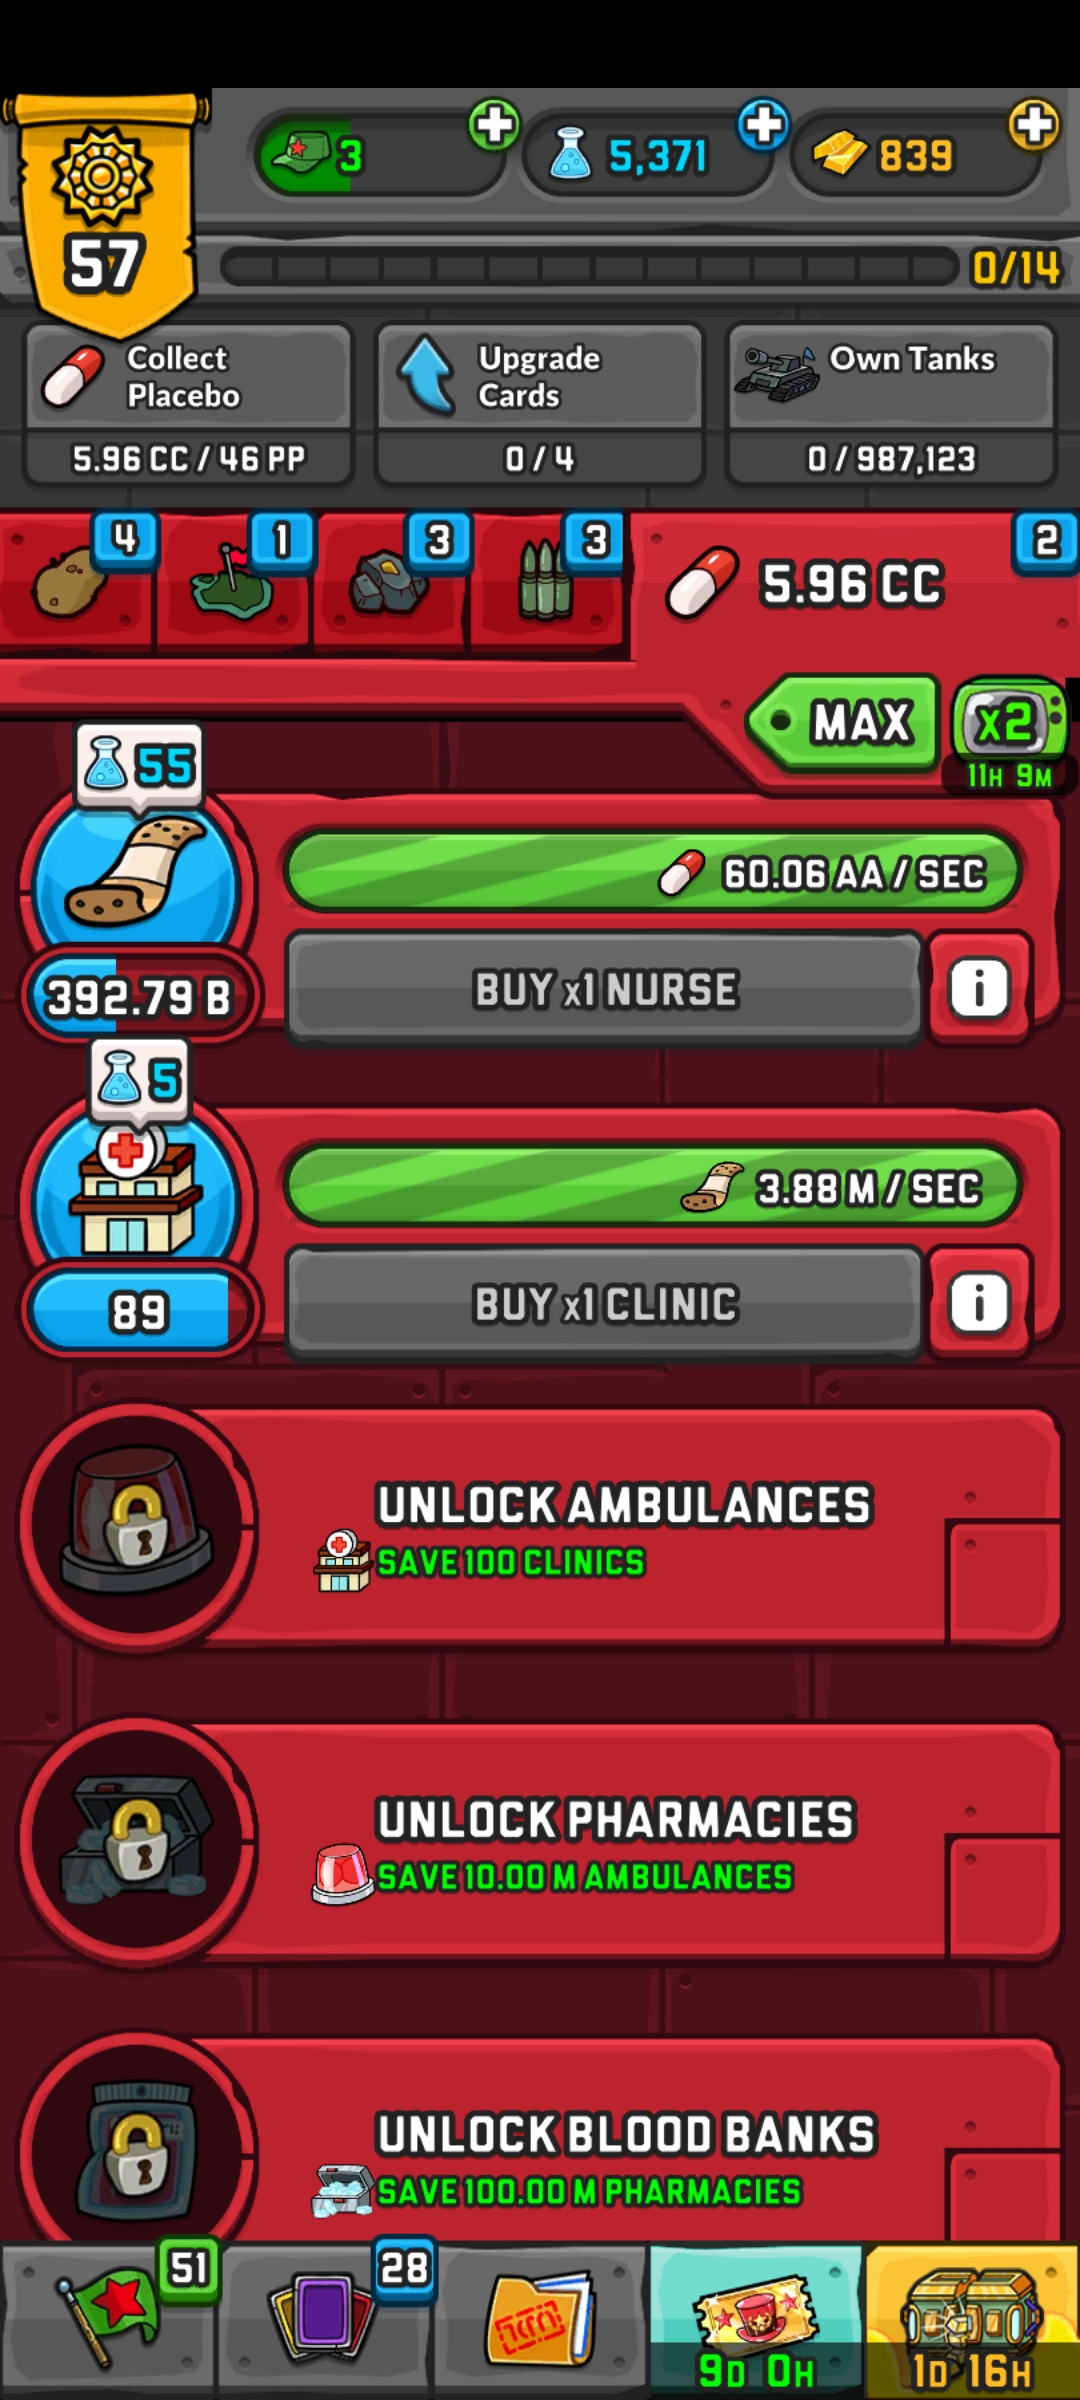 57
3
5,371
839
0/14
Collect
Placebo
5.96 CC / 46 PP
Upgrade
Cards
0 / 4
Own Tanks
0 / 987,123
4
1
3
3
5.96 CC
2
MAX
x2
11H 9M
55
60.06 AA / SEC
392.79 B
BUY x1 NURSE
i
5
3.88 M / SEC
89
BUY x1 CLINIC
i
UNLOCK AMBULANCES
SAVE 100 CLINICS
UNLOCK PHARMACIES
SAVE 10.00 M AMBULANCES
UNLOCK BLOOD BANKS
SAVE 100.00 M PHARMACIES
51
28
9D 0H
1D 16H